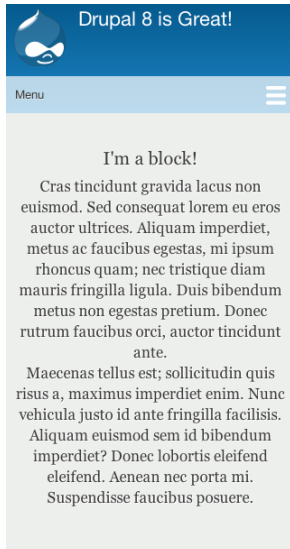 Drupal 8 is Great!
Menu
I'm a block!
Cras tincidunt gravida lacus non
euismod. Sed consequat lorem eu eros
auctor ultrices. Aliquam imperdiet,
metus ac faucibus egestas, mi ipsum
rhoncus quam; nec tristique diam
mauris fringilla ligula. Duis bibendum
metus non egestas pretium. Donec
rutrum faucibus orci, auctor tincidunt
ante.
Maecenas tellus est; sollicitudin quis
risus a, maximus imperdiet enim. Nunc
vehicula justo id ante fringilla facilisis.
Aliquam euismod sem id bibendum
imperdiet? Donec lobortis eleifend
eleifend. Aenean nec porta mi.
Suspendisse faucibus posuere.